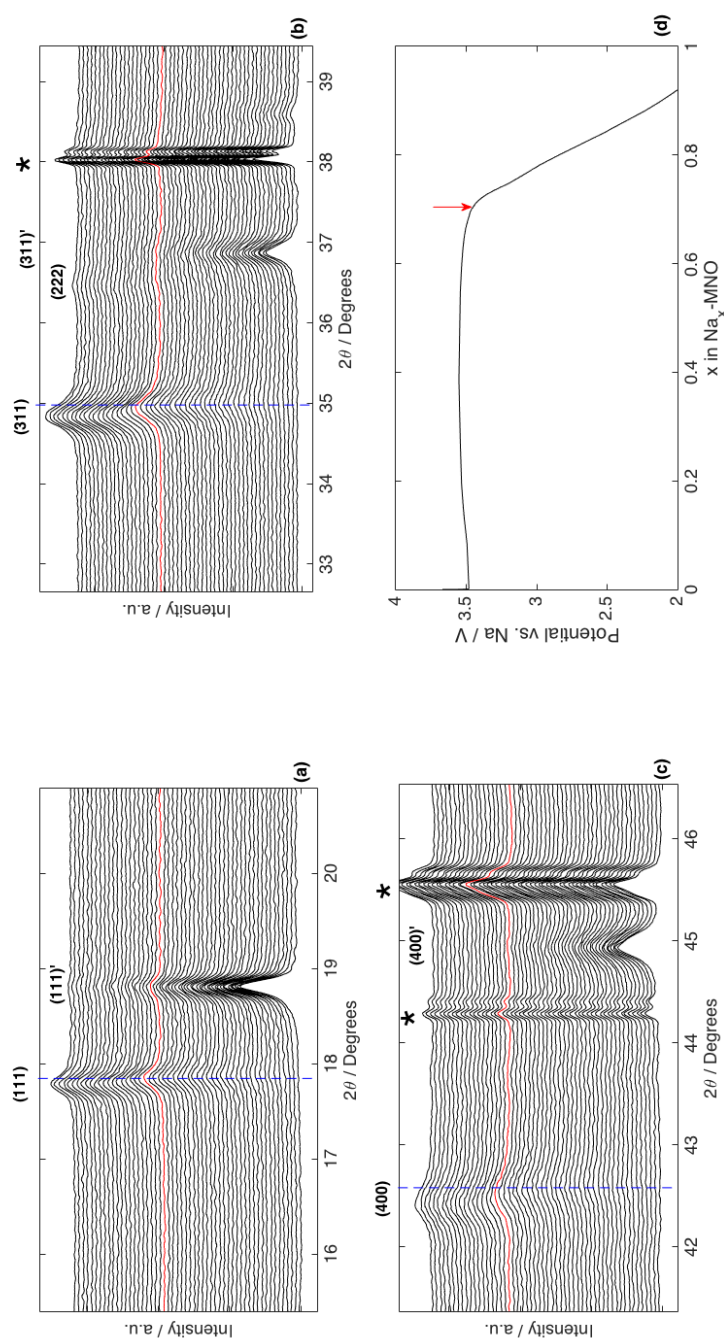 (111) (111)'
Intensity / a.u.
16 17 18 19 20
2θ / Degrees
(a)
(311) (222) (311)' *
Intensity / a.u.
33 34 35 36 37 38 39
2θ / Degrees
(b)
(400) * (400)' *
Intensity / a.u.
42 43 44 45 46
2θ / Degrees
(c)
Potential vs. Na / V
4
3.5
3
2.5
2
0 0.2 0.4 0.6 0.8 1
x in Naₓ-MNO
(d)